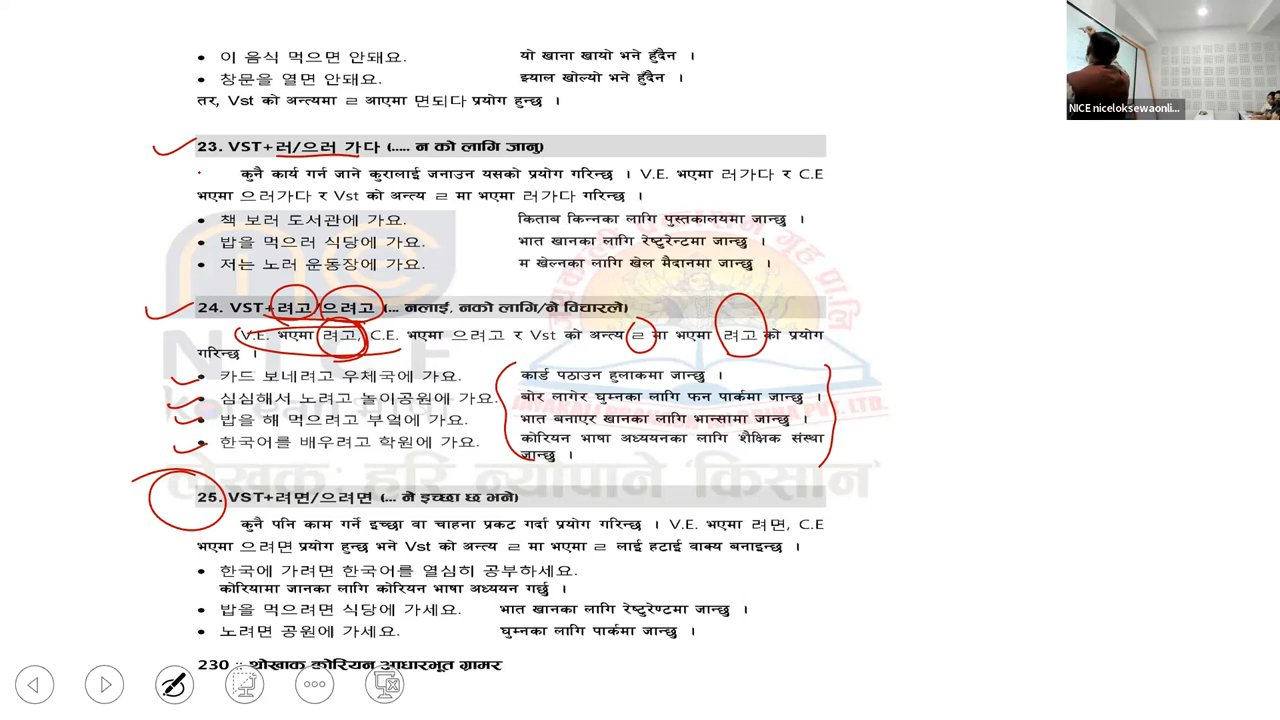 • 이 음식 먹으면 안돼요. यो खाना खायो भने हुँदैन ।
• 창문을 열면 안돼요. झ्याल खोल्यो भने हुँदैन ।
तर, Vst को अन्त्यमा ㄹ आएमा 면되다 प्रयोग हुन्छ ।
23. VST+러/으러 가다 (..... न को लागि जानु)
कुनै कार्य गर्न जाने कुरालाई जनाउन यसको प्रयोग गरिन्छ । V.E. भएमा 러가다 र C.E
भएमा 으러가다 र Vst को अन्त्य ㄹ मा भएमा 러가다 गरिन्छ ।
• 책 보러 도서관에 가요. किताब किन्नका लागि पुस्तकालयमा जान्छु ।
• 밥을 먹으러 식당에 가요. भात खानका लागि रेष्टुरेन्टमा जान्छु ।
• 저는 노러 운동장에 가요. म खेल्नका लागि खेल मैदानमा जान्छु ।
24. VST+려고/으려고 (... नलाई, नको लागि/ने विचारले)
V.E. भएमा 려고, C.E. भएमा 으려고 र Vst को अन्त्य ㄹ मा भएमा 려고 को प्रयोग
गरिन्छ ।
• 카드 보네려고 우체국에 가요. कार्ड पठाउन हुलाकमा जान्छु ।
• 심심해서 노려고 놀이공원에 가요. बोर लागेर घुम्नका लागि फन पार्कमा जान्छु ।
• 밥을 해 먹으려고 부엌에 가요. भात बनाएर खानका लागि भान्सामा जान्छु ।
• 한국어를 배우려고 학원에 가요. कोरियन भाषा अध्ययनका लागि शैक्षिक संस्था
जान्छु ।
लेखक: हरि न्यौपाने 'किसान'
25. VST+려면/으려면 (... ने इच्छा छ भने)
कुनै पनि काम गर्ने इच्छा वा चाहना प्रकट गर्दा प्रयोग गरिन्छ । V.E. भएमा 려면, C.E
भएमा 으려면 प्रयोग हुन्छ भने Vst को अन्त्य ㄹ मा भएमा ㄹ लाई हटाई वाक्य बनाइन्छ ।
• 한국에 가려면 한국어를 열심히 공부하세요.
कोरियामा जानका लागि कोरियन भाषा अध्ययन गर्छु ।
• 밥을 먹으려면 식당에 가세요. भात खानका लागि रेष्टुरेण्टमा जान्छु ।
• 노려면 공원에 가세요. घुम्नका लागि पार्कमा जान्छु ।
230 :: थोखाक कोरियन आधारभूत ग्रामर
NICE niceloksewaonli...